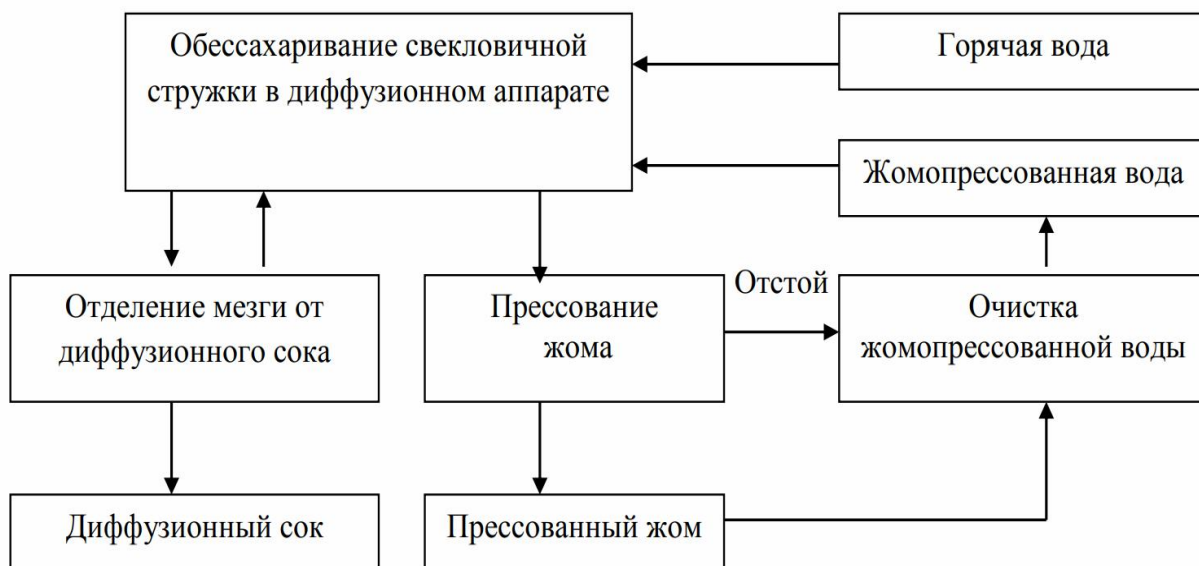 Обессахаривание свекловичной
стружки в диффузионном аппарате
Горячая вода
Жомопрессованная вода
Отделение мезги от
диффузионного сока
Прессование
жома
Отстой
Очистка
жомопрессованной воды
Диффузионный сок
Прессованный жом